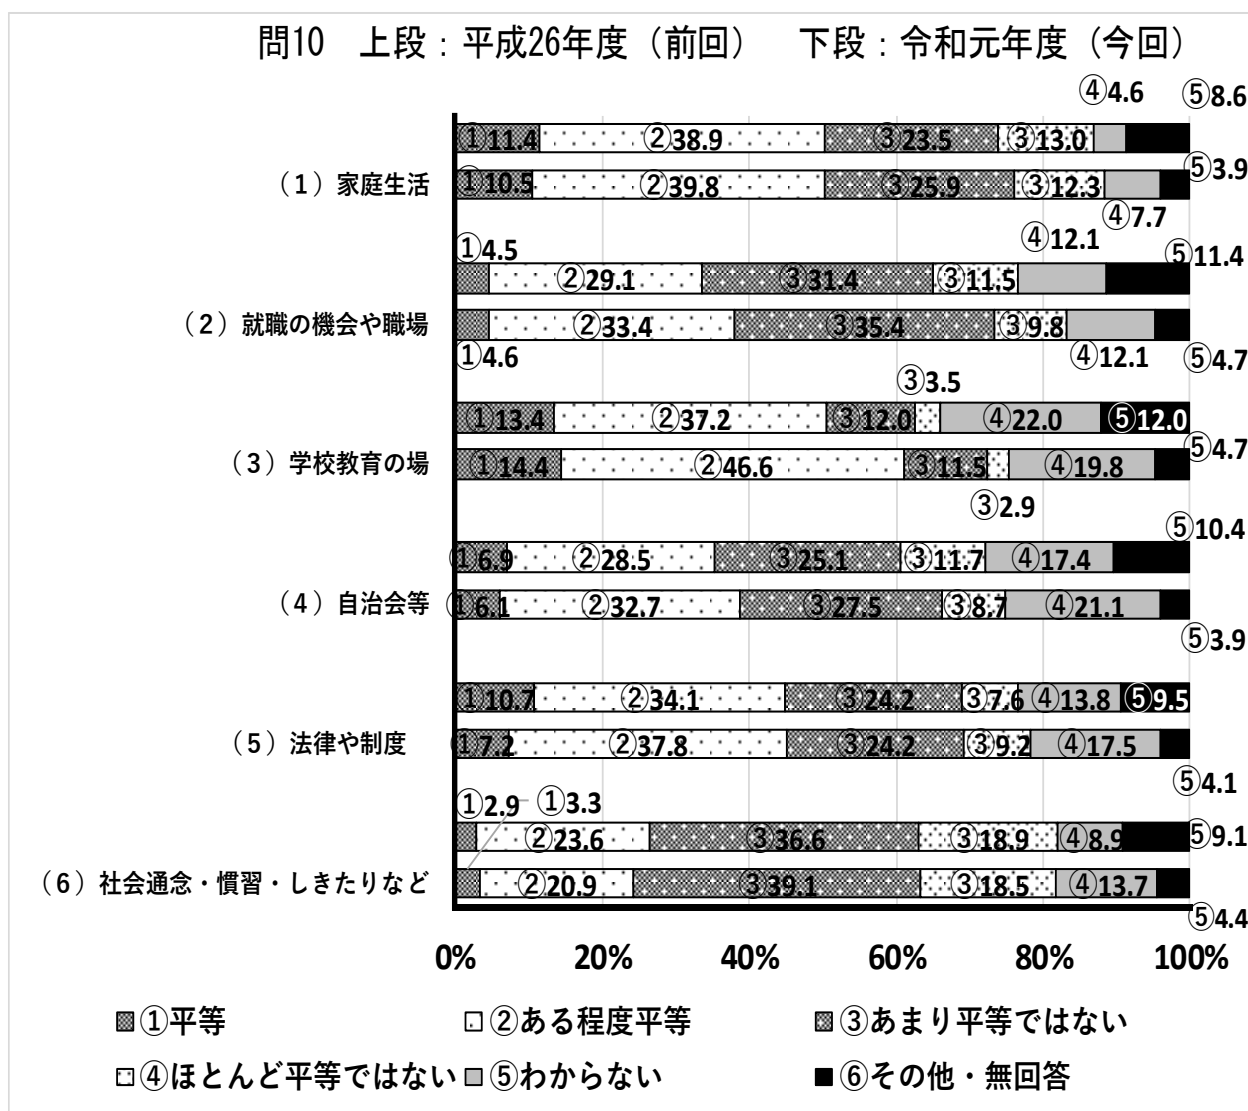 問10　上段：平成26年度（前回）　下段：令和元年度（今回）
④4.6 ⑤8.6
①11.4 ②38.9 ③23.5 ③13.0
（１）家庭生活
①10.5 ②39.8 ③25.9 ③12.3 ⑤3.9
④7.7
①4.5 ④12.1 ⑤11.4
②29.1 ③31.4 ③11.5
（２）就職の機会や職場
②33.4 ③35.4 ③9.8
①4.6 ④12.1 ⑤4.7
③3.5
①13.4 ②37.2 ③12.0 ④22.0 ⑤12.0
（３）学校教育の場
①14.4 ②46.6 ③11.5 ④19.8 ⑤4.7
③2.9
⑤10.4
①6.9 ②28.5 ③25.1 ③11.7 ④17.4
（４）自治会等
①6.1 ②32.7 ③27.5 ③8.7 ④21.1
⑤3.9
①10.7 ②34.1 ③24.2 ③7.6 ④13.8 ⑤9.5
（５）法律や制度
①7.2 ②37.8 ③24.2 ③9.2 ④17.5
⑤4.1
①2.9 ①3.3
②23.6 ③36.6 ③18.9 ④8.9 ⑤9.1
（６）社会通念・慣習・しきたりなど
②20.9 ③39.1 ③18.5 ④13.7
⑤4.4
0% 20% 40% 60% 80% 100%
①平等 ②ある程度平等 ③あまり平等ではない
④ほとんど平等ではない ⑤わからない ⑥その他・無回答